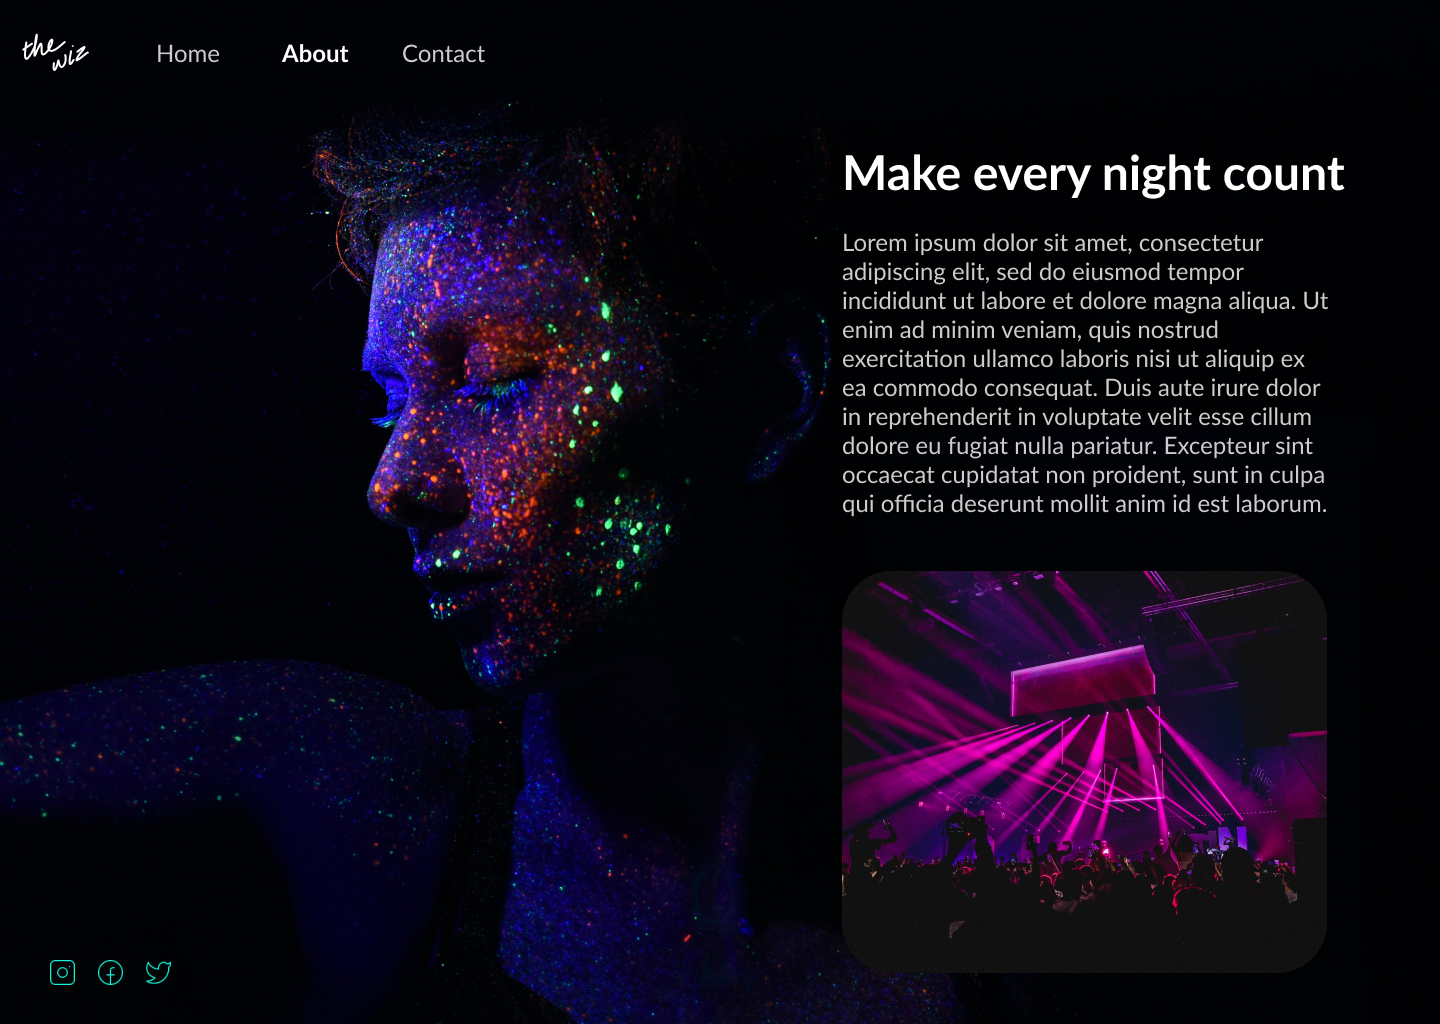 the wiz
Home About Contact
Make every night count
Lorem ipsum dolor sit amet, consectetur
adipiscing elit, sed do eiusmod tempor
incididunt ut labore et dolore magna aliqua. Ut
enim ad minim veniam, quis nostrud
exercitation ullamco laboris nisi ut aliquip ex
ea commodo consequat. Duis aute irure dolor
in reprehenderit in voluptate velit esse cillum
dolore eu fugiat nulla pariatur. Excepteur sint
occaecat cupidatat non proident, sunt in culpa
qui officia deserunt mollit anim id est laborum.